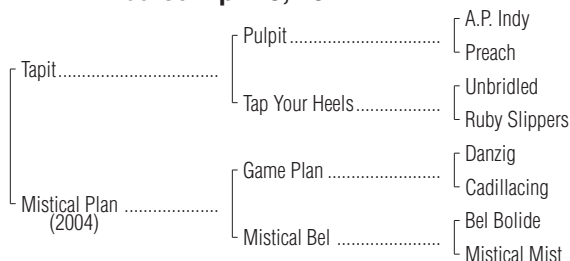 Pulpit
A.P. Indy
Preach
Tapit
Tap Your Heels
Unbridled
Ruby Slippers
Game Plan
Danzig
Cadillacing
Mistical Plan
(2004)
Mistical Bel
Bel Bolide
Mistical Mist